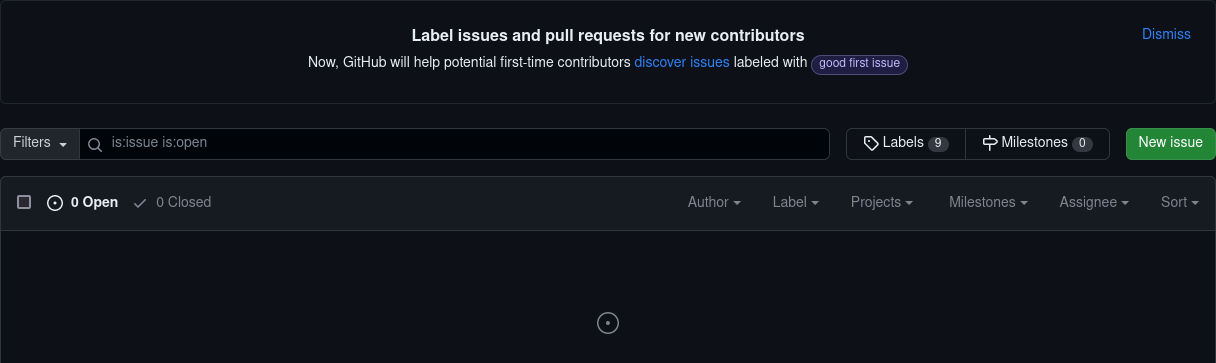 Label issues and pull requests for new contributors
Dismiss
Now, GitHub will help potential first-time contributors discover issues labeled with good first issue
Filters is:issue is:open Labels 9 Milestones 0 New issue
0 Open 0 Closed Author Label Projects Milestones Assignee Sort